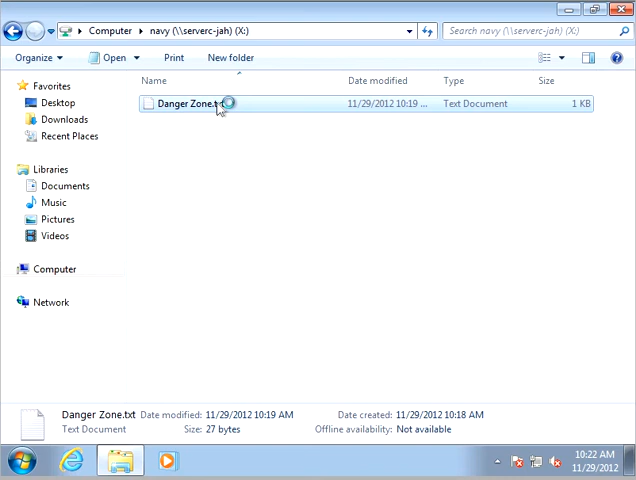 Computer navy (\\serverc-jah) (X:)
Search navy (\\serverc-jah) (X:)
Organize Open Print New folder
Name Date modified Type Size
Danger Zone.txt 11/29/2012 10:19 ... Text Document 1 KB
Favorites
Desktop
Downloads
Recent Places
Libraries
Documents
Music
Pictures
Videos
Computer
Network
Danger Zone.txt Date modified: 11/29/2012 10:19 AM Date created: 11/29/2012 10:18 AM
Text Document Size: 27 bytes Offline availability: Not available
10:22 AM
11/29/2012